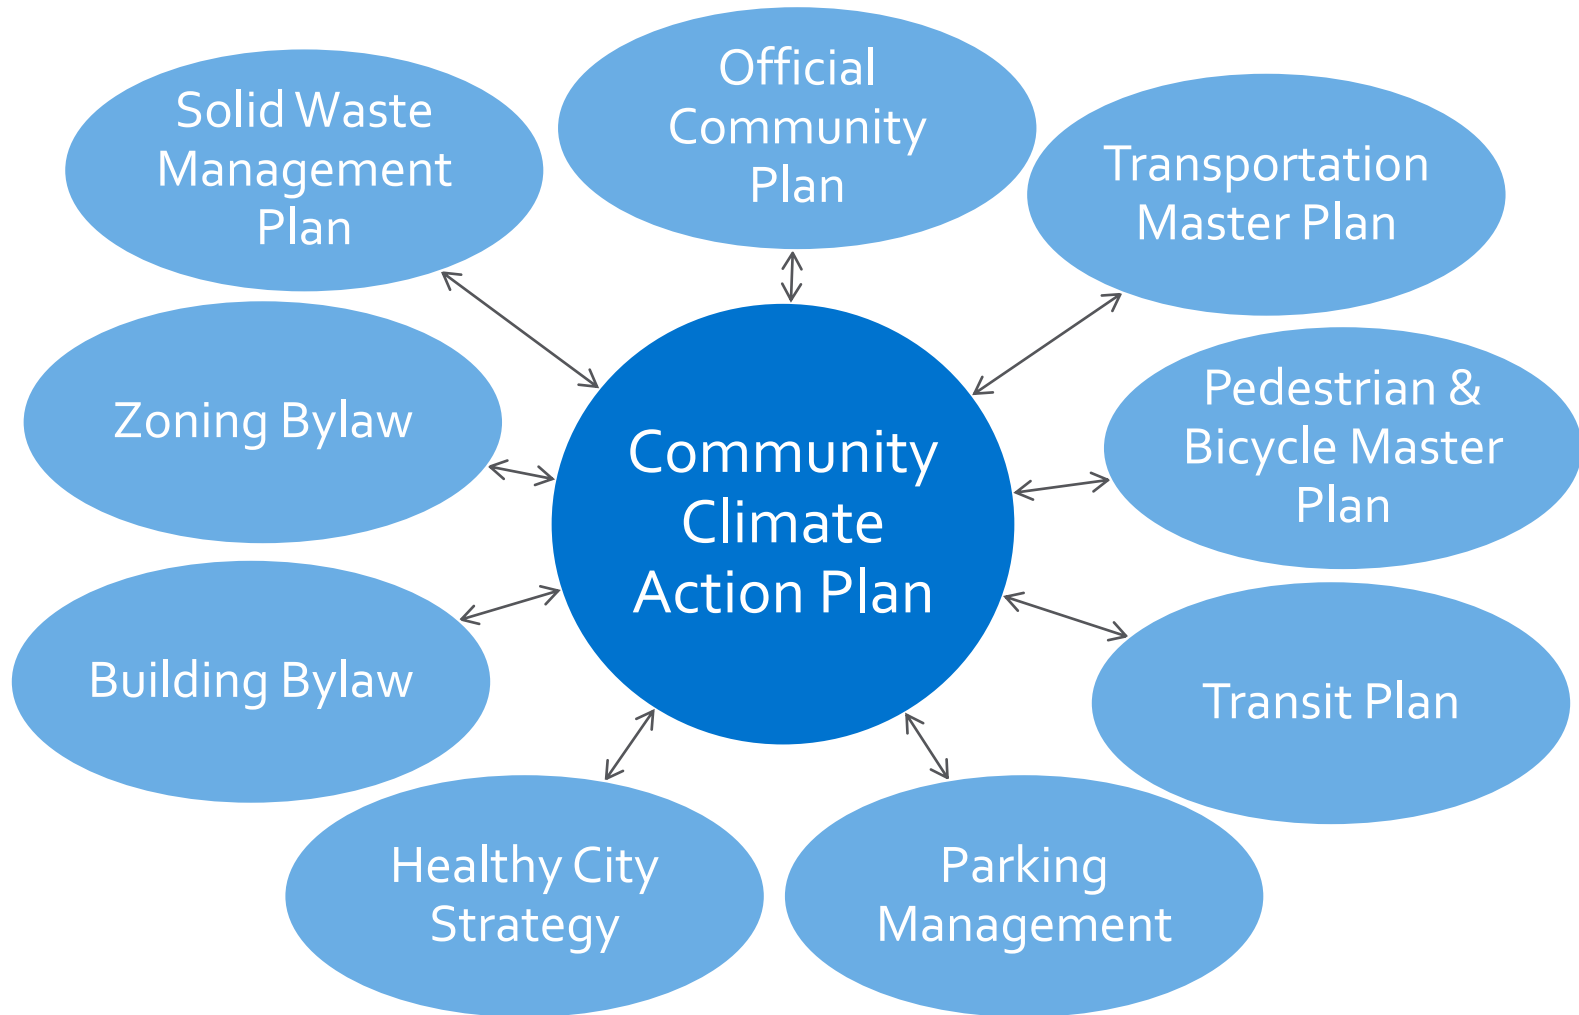 Official
Community
Plan
Solid Waste
Management
Plan
Transportation
Master Plan
Zoning Bylaw
Pedestrian &
Bicycle Master
Plan
Community
Climate
Action Plan
Building Bylaw
Transit Plan
Healthy City
Strategy
Parking
Management